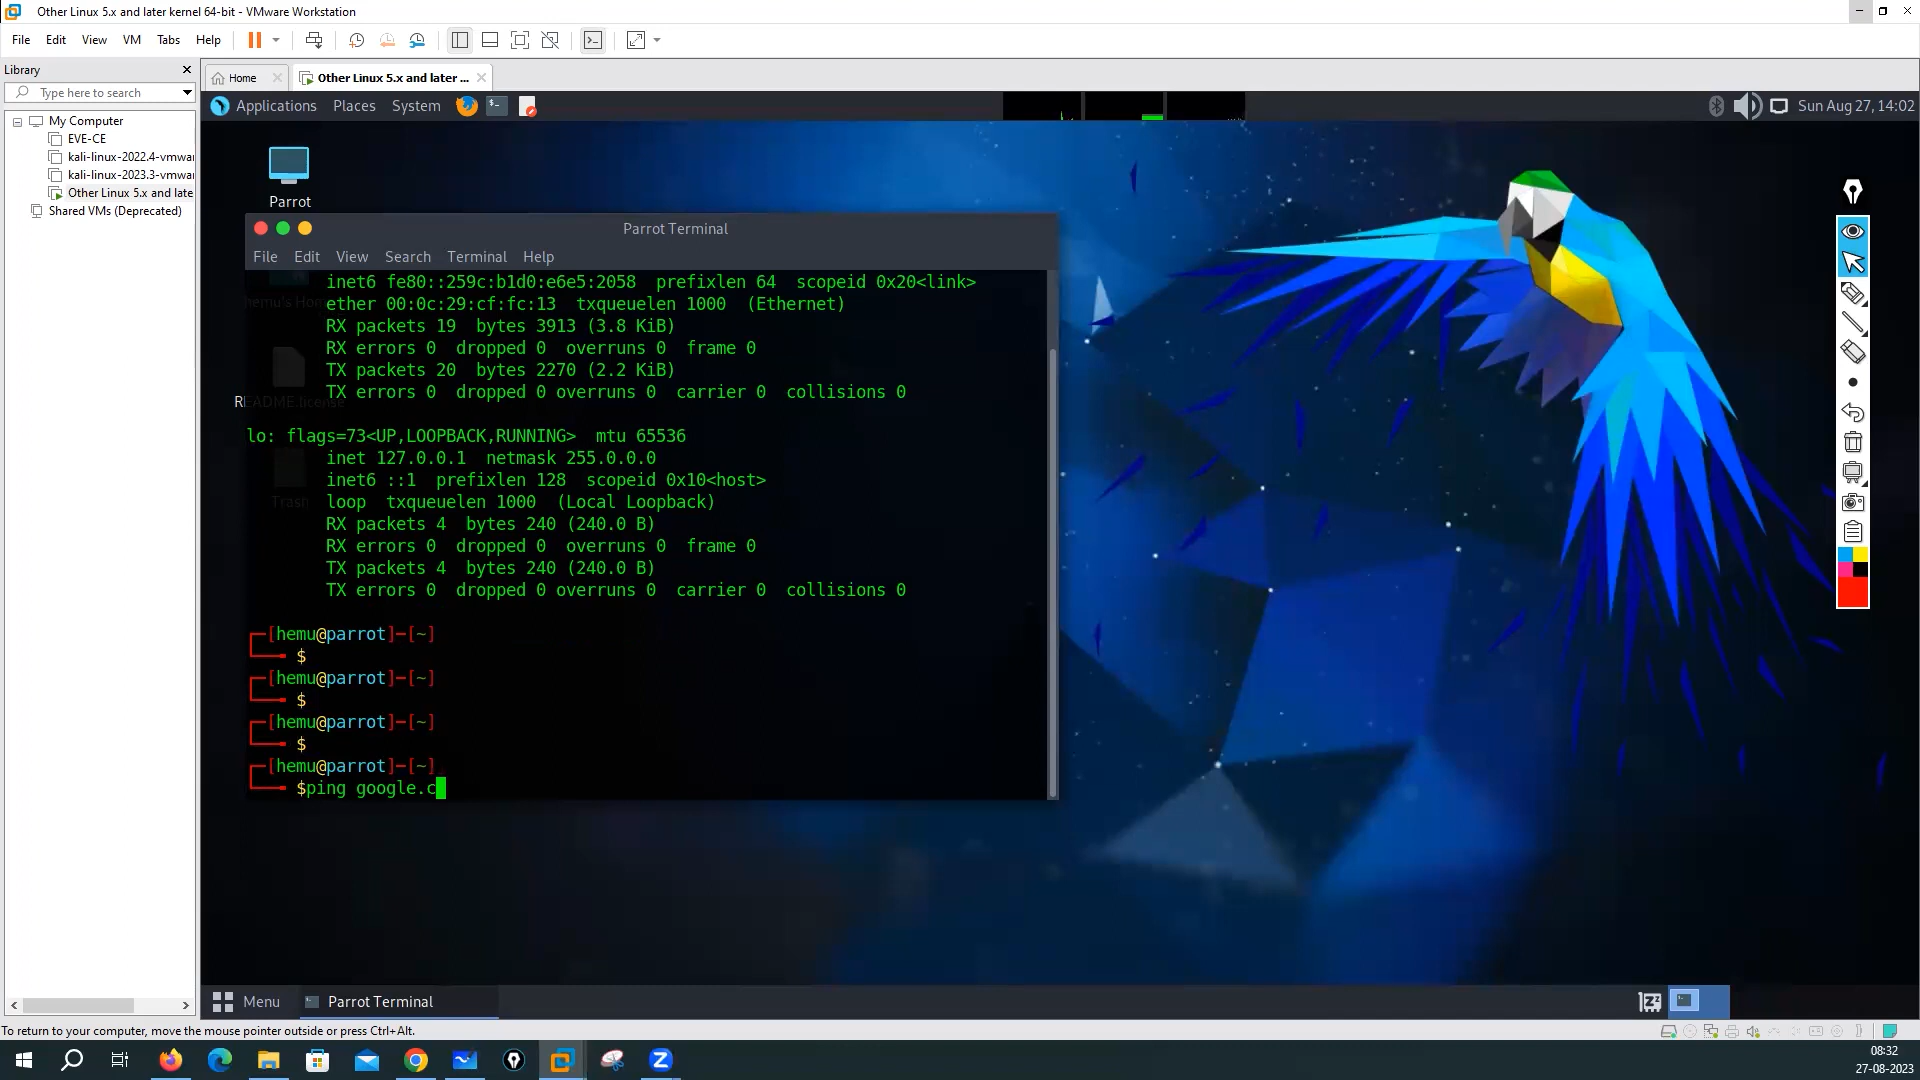 Other Linux 5.x and later kernel 64-bit - VMware Workstation
File Edit View VM Tabs Help
Library
Type here to search
My Computer
EVE-CE
kali-linux-2022.4-vmwar
kali-linux-2023.3-vmwar
Other Linux 5.x and late
Shared VMs (Deprecated)
Home
Other Linux 5.x and later ...
Applications Places System
Sun Aug 27, 14:02
Parrot
hemu's Hom
README.license
Trash
Parrot Terminal
File Edit View Search Terminal Help
inet6 fe80::259c:b1d0:e6e5:2058 prefixlen 64 scopeid 0x20<link>
ether 00:0c:29:cf:fc:13 txqueuelen 1000 (Ethernet)
RX packets 19 bytes 3913 (3.8 KiB)
RX errors 0 dropped 0 overruns 0 frame 0
TX packets 20 bytes 2270 (2.2 KiB)
TX errors 0 dropped 0 overruns 0 carrier 0 collisions 0
lo: flags=73<UP,LOOPBACK,RUNNING> mtu 65536
inet 127.0.0.1 netmask 255.0.0.0
inet6 ::1 prefixlen 128 scopeid 0x10<host>
loop txqueuelen 1000 (Local Loopback)
RX packets 4 bytes 240 (240.0 B)
RX errors 0 dropped 0 overruns 0 frame 0
TX packets 4 bytes 240 (240.0 B)
TX errors 0 dropped 0 overruns 0 carrier 0 collisions 0
[hemu@parrot]-[~]
$
[hemu@parrot]-[~]
$
[hemu@parrot]-[~]
$
[hemu@parrot]-[~]
$ping google.c
Menu
Parrot Terminal
To return to your computer, move the mouse pointer outside or press Ctrl+Alt.
08:32
27-08-2023